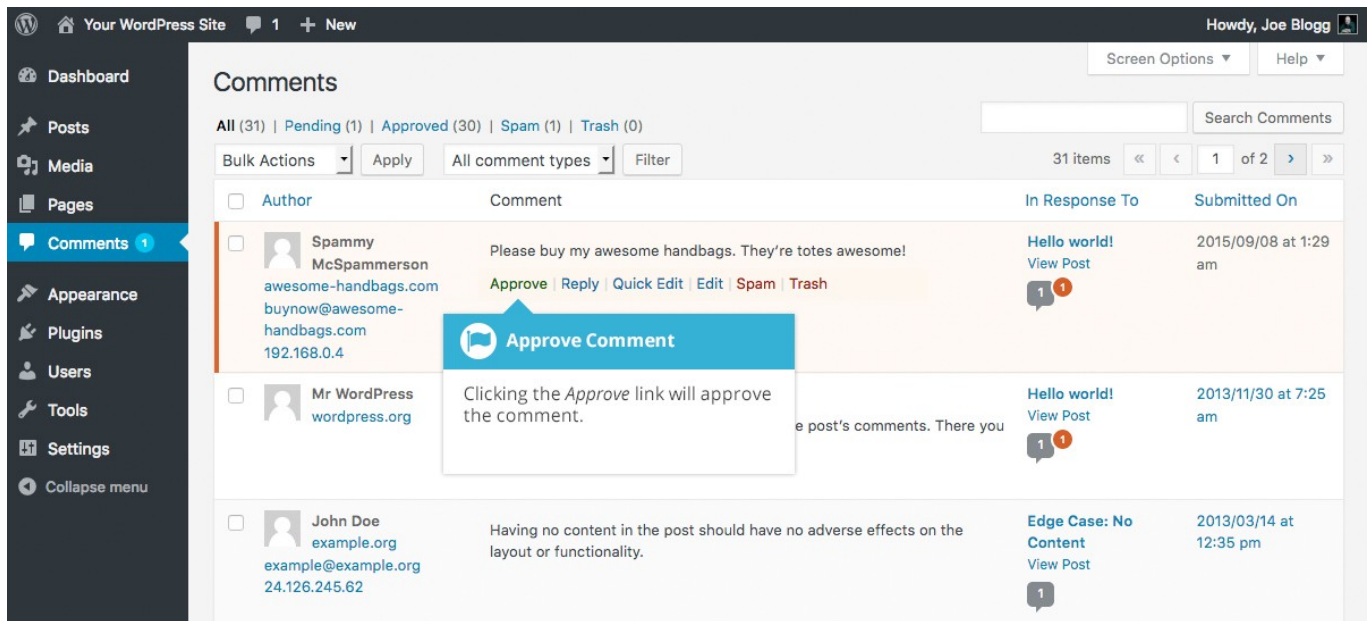 Your WordPress Site 1 + New Howdy, Joe Blogg
Screen Options ▼ Help ▼
Dashboard
Posts
Media
Pages
Comments 1
Appearance
Plugins
Users
Tools
Settings
Collapse menu
Comments
All (31) | Pending (1) | Approved (30) | Spam (1) | Trash (0)
Search Comments
Bulk Actions Apply All comment types Filter
31 items « ‹ 1 of 2 › »
Author Comment In Response To Submitted On
Spammy
McSpammerson
awesome-handbags.com
buynow@awesome-
handbags.com
192.168.0.4
Please buy my awesome handbags. They're totes awesome!
Approve | Reply | Quick Edit | Edit | Spam | Trash
Hello world!
View Post
1 1
2015/09/08 at 1:29
am
Approve Comment
Clicking the Approve link will approve
the comment.
Mr WordPress
wordpress.org
e post's comments. There you
Hello world!
View Post
1 1
2013/11/30 at 7:25
am
John Doe
example.org
example@example.org
24.126.245.62
Having no content in the post should have no adverse effects on the
layout or functionality.
Edge Case: No
Content
View Post
1
2013/03/14 at
12:35 pm